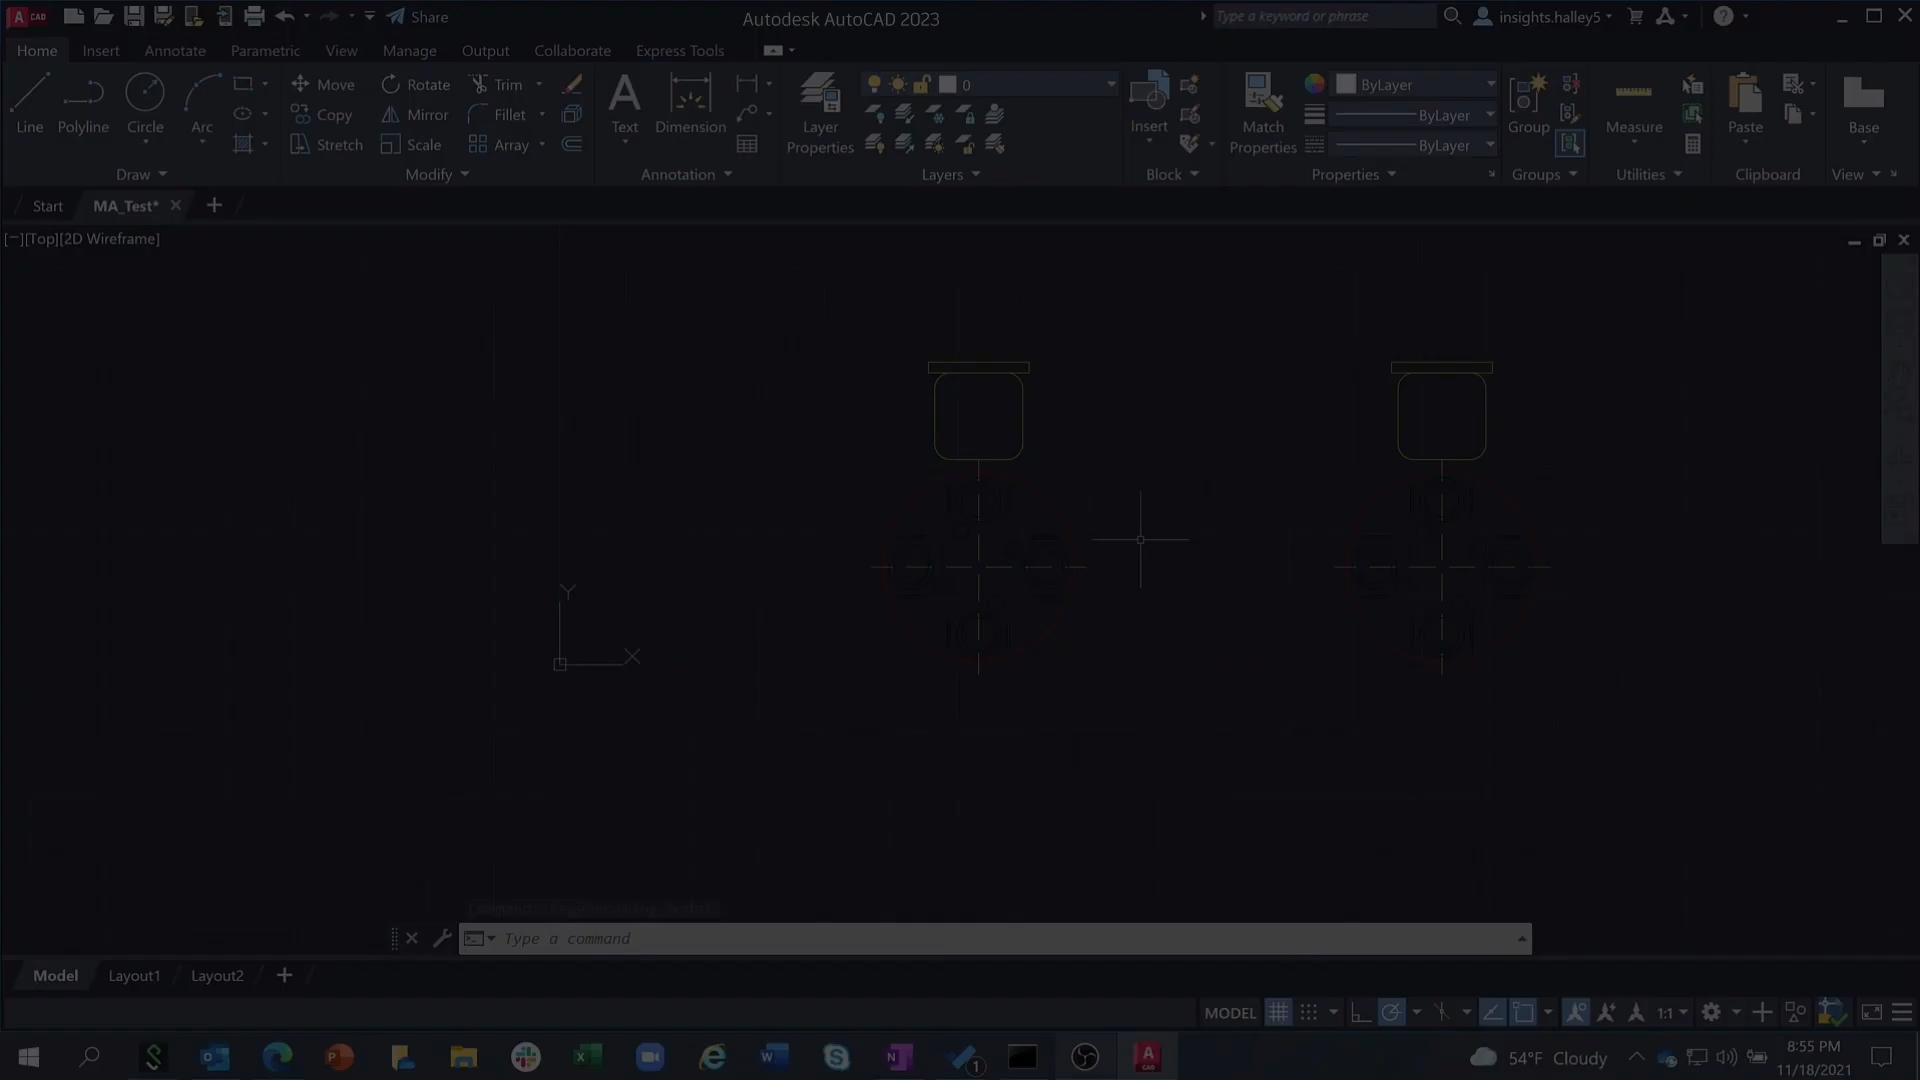 CAD Share Autodesk AutoCAD 2023 Type a keyword or phrase insights.halley5 ?
Home Insert Annotate Parametric View Manage Output Collaborate Express Tools
Move Rotate Trim 0 ByLayer
Line Polyline Circle Arc Copy Mirror Fillet Text Dimension Layer Properties Insert Match Properties ByLayer Group Measure Paste Base
Stretch Scale Array ByLayer
Draw Modify Annotation Layers Block Properties Groups Utilities Clipboard View
Start MA_Test* +
[−][Top][2D Wireframe]
Y
X
Type a command
Model Layout1 Layout2 +
MODEL 1:1
54°F Cloudy 8:55 PM
11/18/2021
1